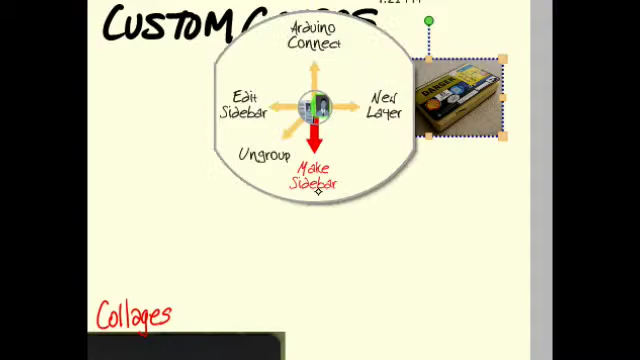 CUSTOM
Arduino
Connect
Edit
Sidebar
New
Layer
Ungroup
Make
Sidebar
DANGER
Collages